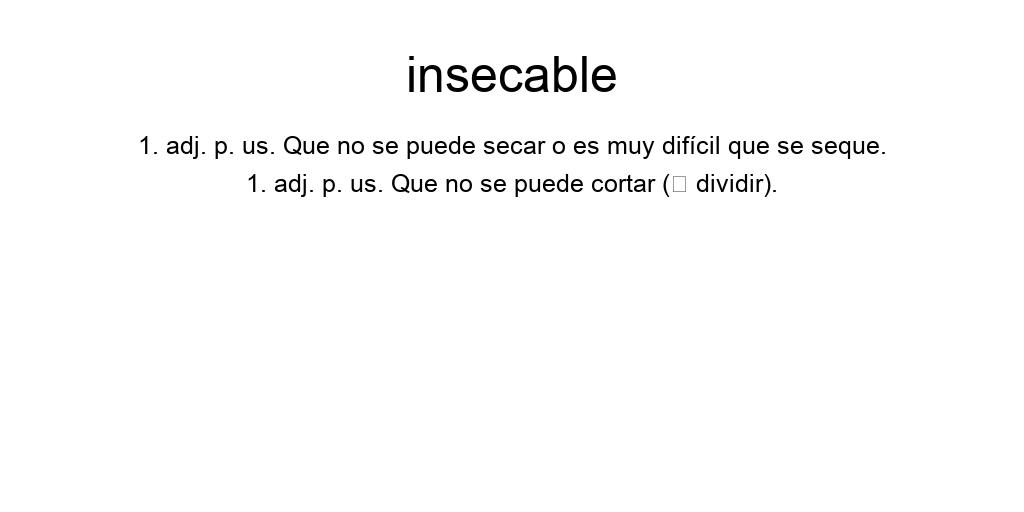 insecable
1. adj. p. us. Que no se puede secar o es muy difícil que se seque.
1. adj. p. us. Que no se puede cortar (□ dividir).